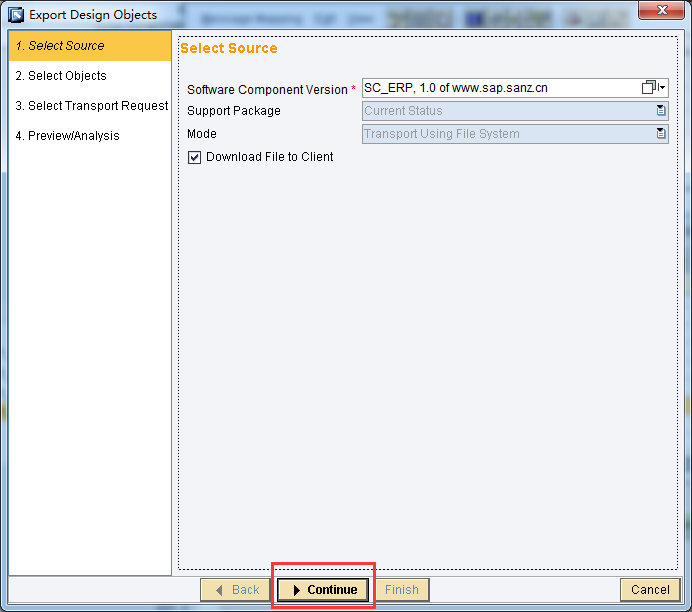 Export Design Objects
1. Select Source
2. Select Objects
3. Select Transport Request
4. Preview/Analysis
Select Source
Software Component Version * SC_ERP, 1.0 of www.sap.sanz.cn
Support Package Current Status
Mode Transport Using File System
Download File to Client
Back Continue Finish Cancel